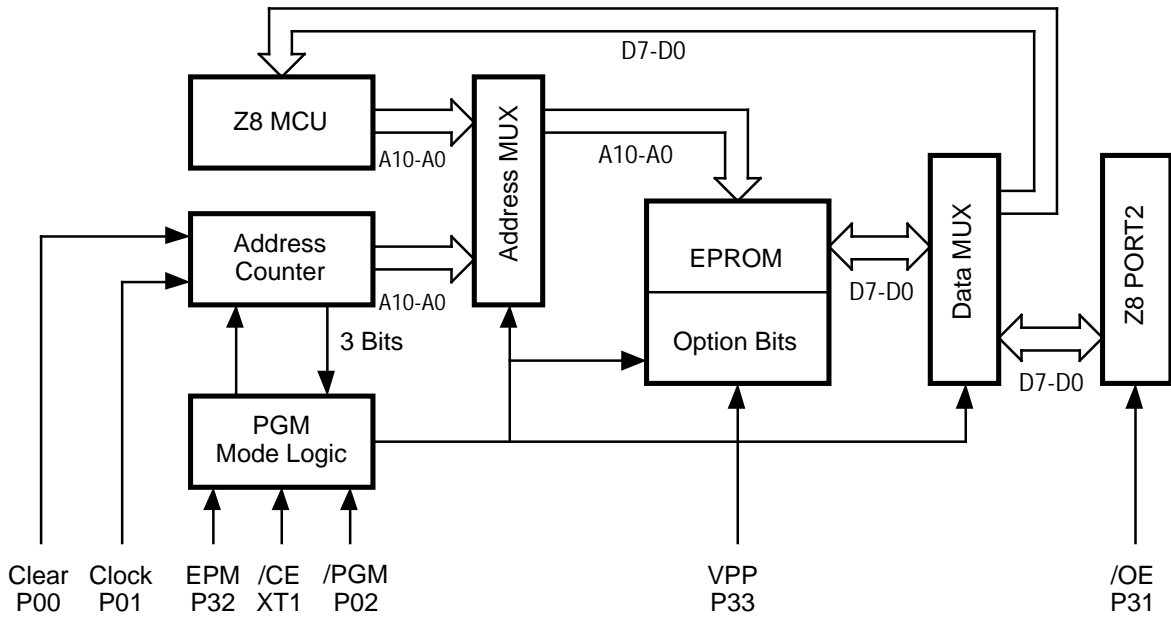 D7-D0
Z8 MCU
A10-A0
Address MUX
A10-A0
Address
Counter
A10-A0
EPROM
Option Bits
D7-D0
Data MUX
D7-D0
Z8 PORT2
3 Bits
PGM
Mode Logic
Clear
P00
Clock
P01
EPM
P32
/CE
XT1
/PGM
P02
VPP
P33
/OE
P31